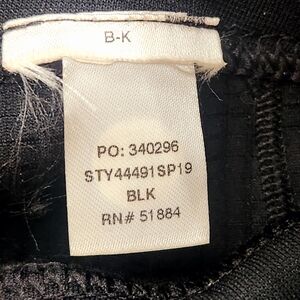 B-K
PO: 340296
STY44491SP19
BLK
RN# 51884